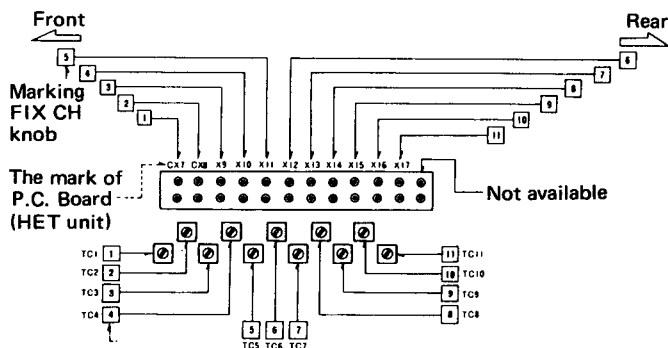 Front
Rear
5
6
4
7
3
8
2
9
1
10
11
Marking
FIX CH
knob
CX7 CX8 X9 X10 X11 X12 X13 X14 X15 X16 X17
The mark of
P.C. Board
(HET unit)
Not available
TC1 1
11 TC11
TC2 2
10 TC10
TC3 3
9 TC9
TC4 4
8 TC8
5 6 7
TC5 TC6 TC7